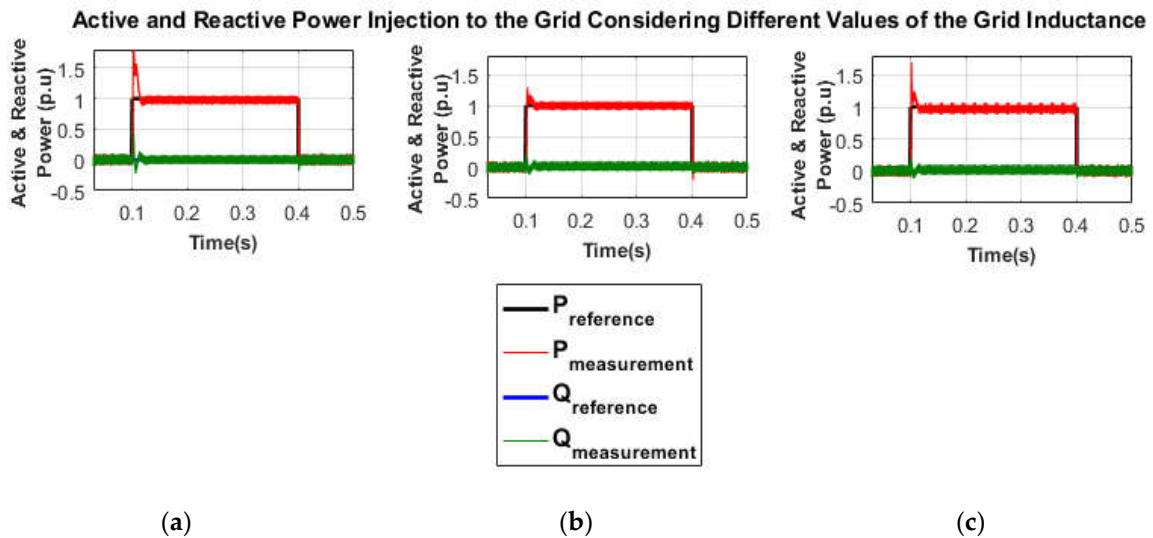 Active and Reactive Power Injection to the Grid Considering Different Values of the Grid Inductance
Active & Reactive
Power (p.u)
1.5
1
0.5
0
-0.5
0.1 0.2 0.3 0.4 0.5
Time(s)
Active & Reactive
Power (p.u)
1.5
1
0.5
0
-0.5
0.1 0.2 0.3 0.4 0.5
Time(s)
Active & Reactive
Power (p.u)
1.5
1
0.5
0
-0.5
0.1 0.2 0.3 0.4 0.5
Time(s)
P reference
P measurement
Q reference
Q measurement
(a) (b) (c)